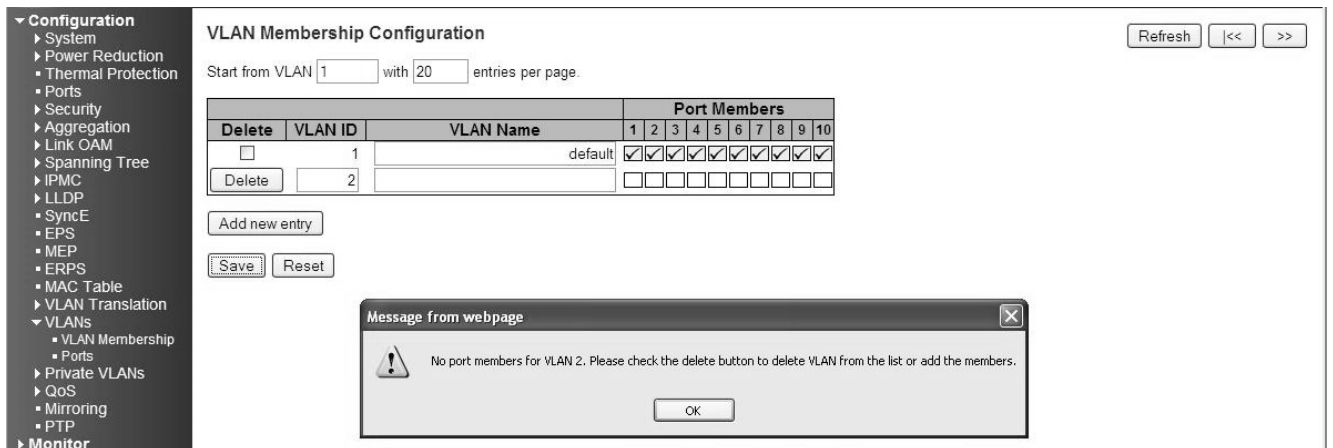 Configuration
System
Power Reduction
Thermal Protection
Ports
Security
Aggregation
Link OAM
Spanning Tree
IPMC
LLDP
SyncE
EPS
MEP
ERPS
MAC Table
VLAN Translation
VLANs
VLAN Membership
Ports
Private VLANs
QoS
Mirroring
PTP
Monitor
VLAN Membership Configuration
Refresh |<< >>
Start from VLAN 1 with 20 entries per page.
Port Members
Delete VLAN ID VLAN Name 1 2 3 4 5 6 7 8 9 10
1 default
Delete 2
Add new entry
Save Reset
Message from webpage
No port members for VLAN 2. Please check the delete button to delete VLAN from the list or add the members.
OK